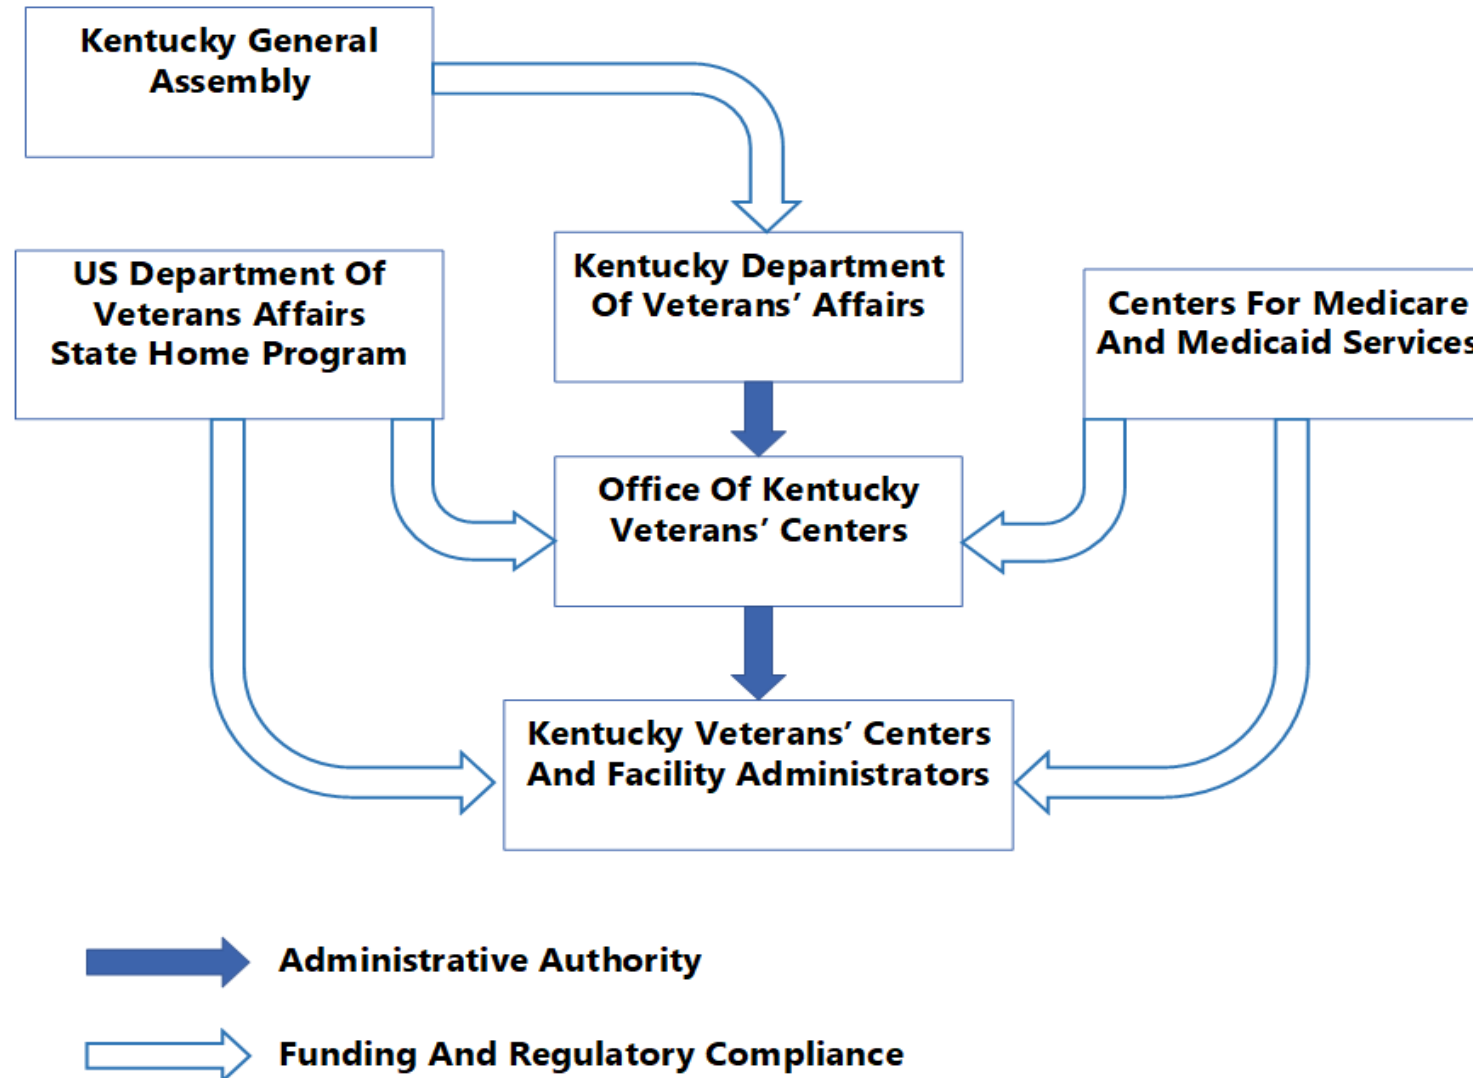 Kentucky General
Assembly
Kentucky Department
Of Veterans’ Affairs
US Department Of
Veterans Affairs
State Home Program
Centers For Medicare
And Medicaid Services
Office Of Kentucky
Veterans’ Centers
Kentucky Veterans’ Centers
And Facility Administrators
Administrative Authority
Funding And Regulatory Compliance